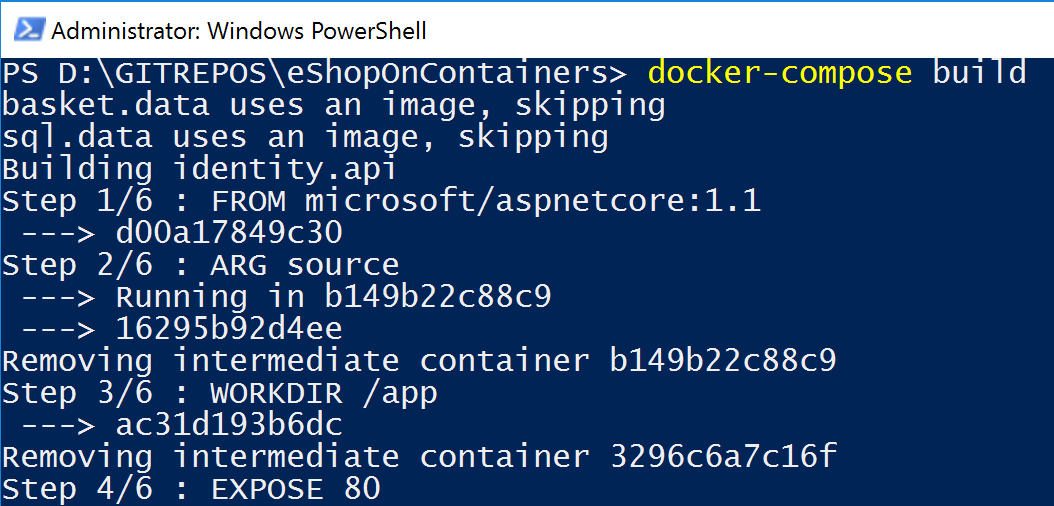 Administrator: Windows PowerShell
PS D:\GITREPOS\eShopOnContainers> docker-compose build
basket.data uses an image, skipping
sql.data uses an image, skipping
Building identity.api
Step 1/6 : FROM microsoft/aspnetcore:1.1
 ---> d00a17849c30
Step 2/6 : ARG source
 ---> Running in b149b22c88c9
 ---> 16295b92d4ee
Removing intermediate container b149b22c88c9
Step 3/6 : WORKDIR /app
 ---> ac31d193b6dc
Removing intermediate container 3296c6a7c16f
Step 4/6 : EXPOSE 80